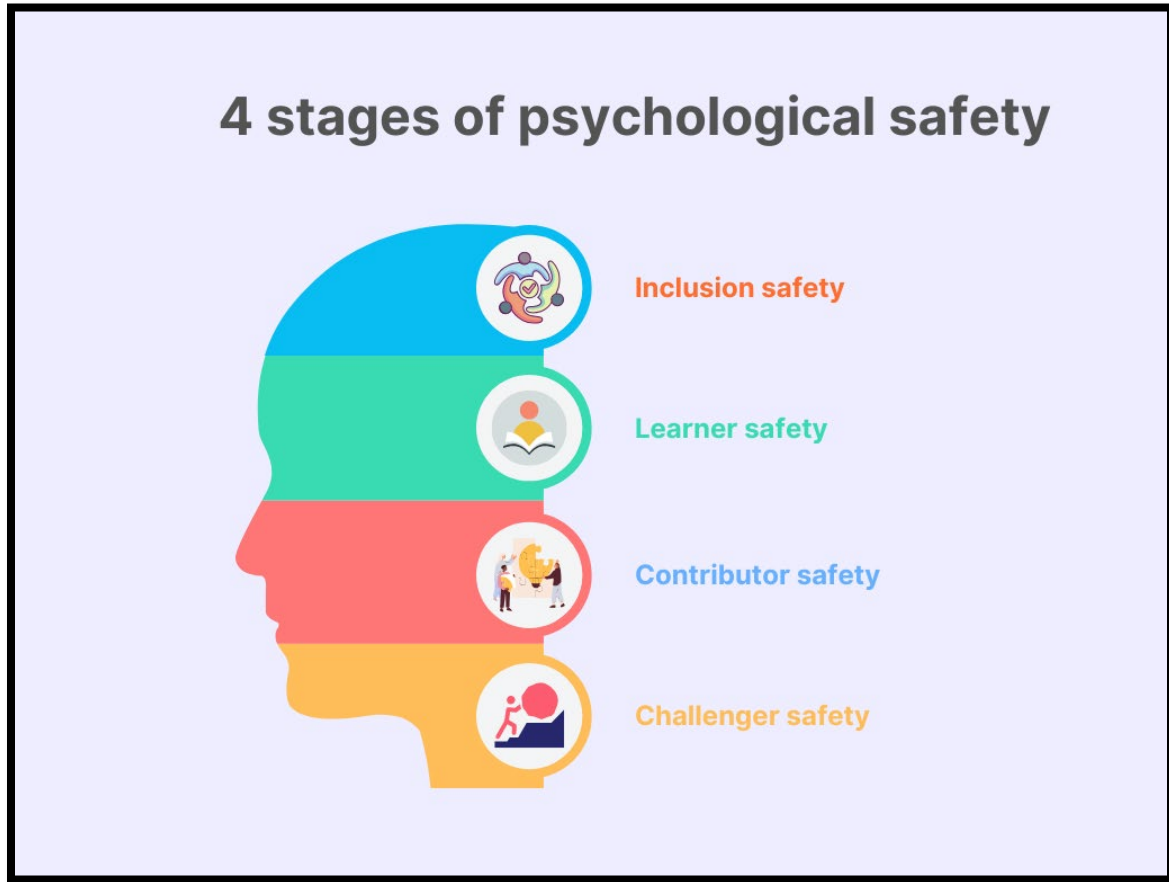 4 stages of psychological safety
Inclusion safety
Learner safety
Contributor safety
Challenger safety